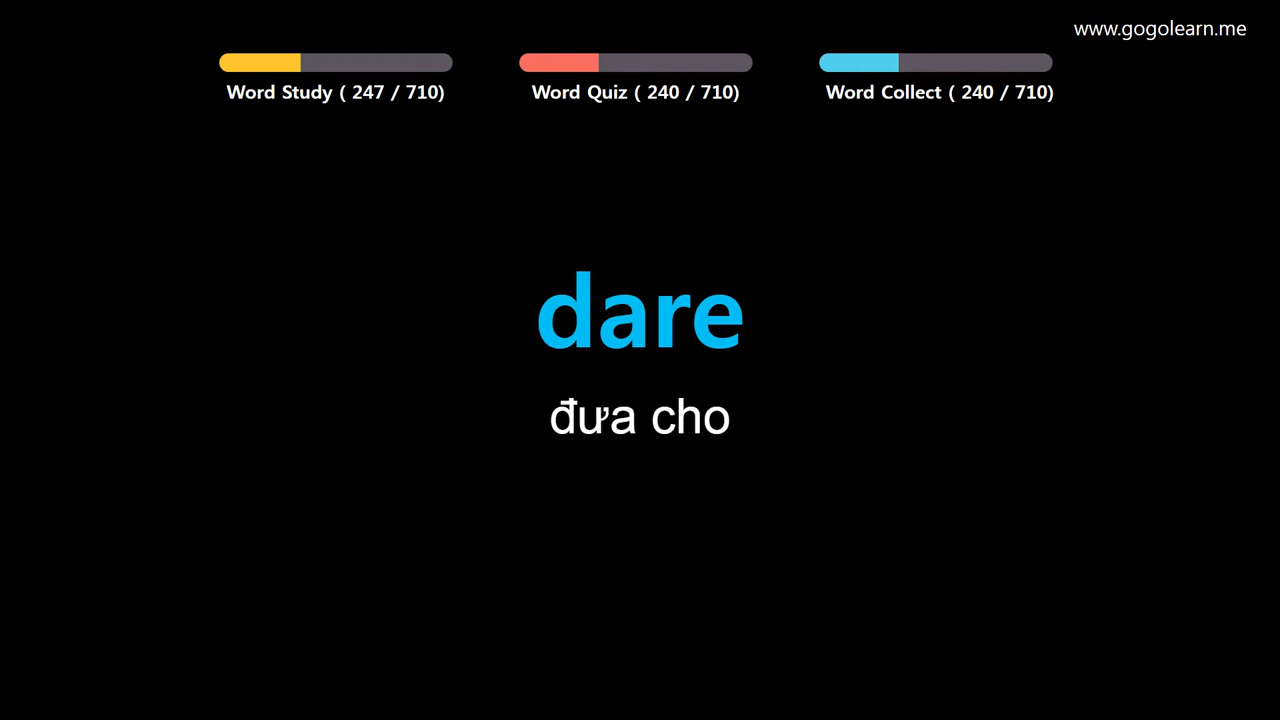 www.gogolearn.me
Word Study ( 247 / 710)
Word Quiz ( 240 / 710)
Word Collect ( 240 / 710)
dare
đưa cho